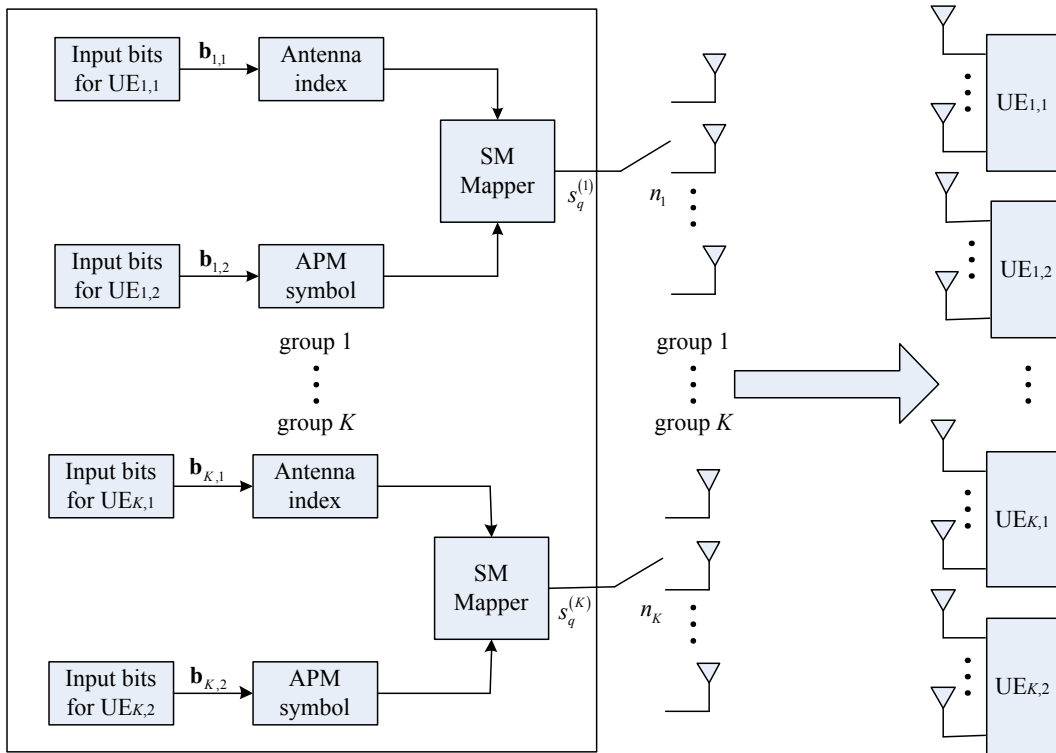 Input bits
for UE1,1
b1,1
Antenna
index
SM
Mapper
s_q^(1)
n1
Input bits
for UE1,2
b1,2
APM
symbol
group 1
group K
Input bits
for UEK,1
bK,1
Antenna
index
SM
Mapper
s_q^(K)
nK
Input bits
for UEK,2
bK,2
APM
symbol
group 1
group K
UE1,1
UE1,2
UEK,1
UEK,2